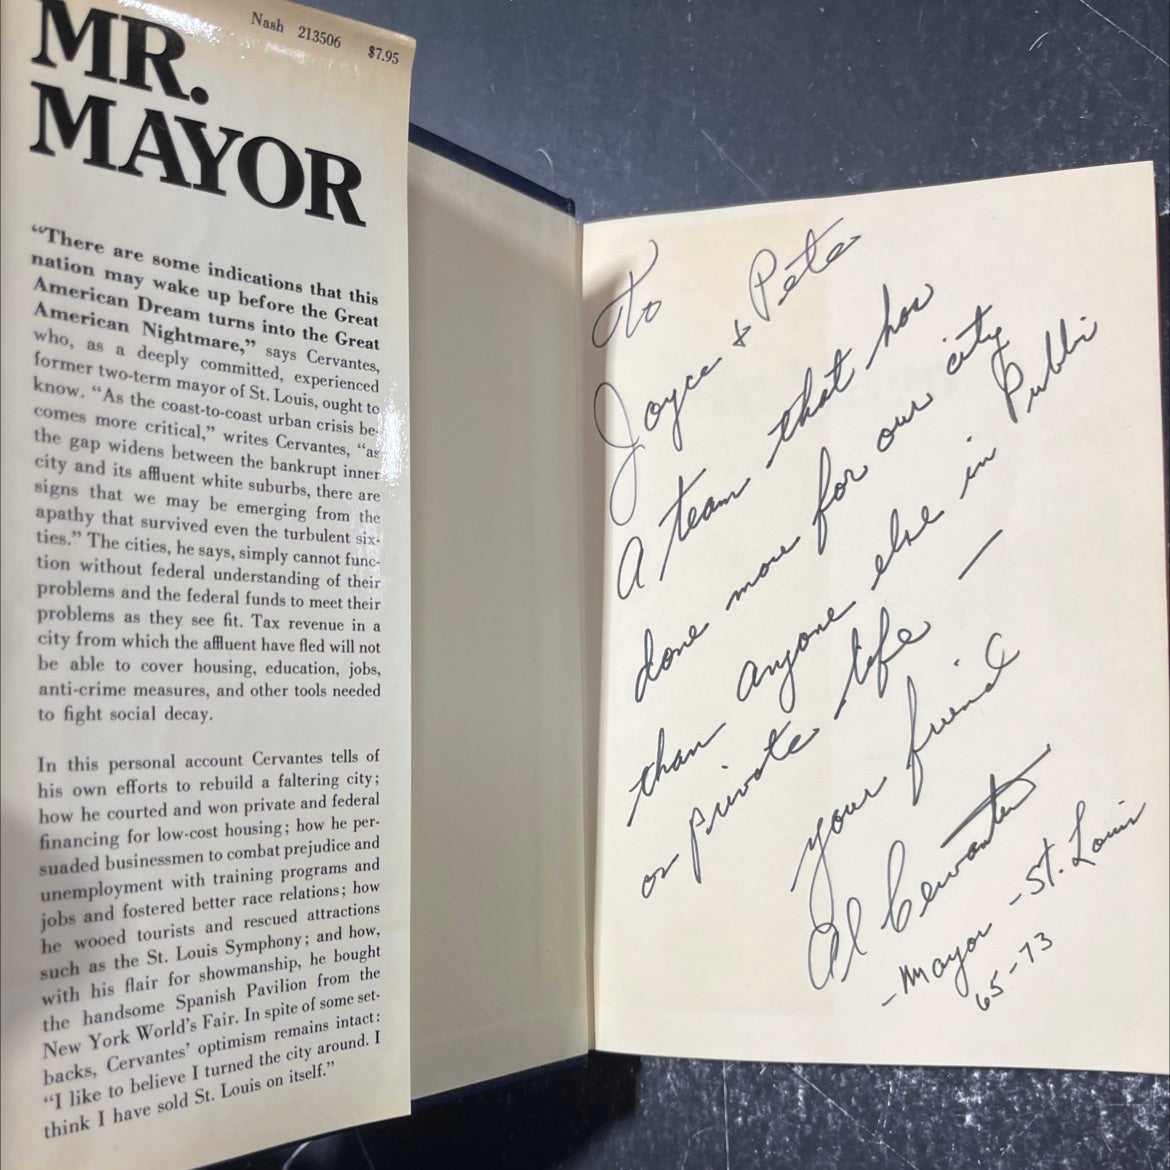 Nash 213506 $7.95
MR.
MAYOR
“There are some indications that this
nation may wake up before the Great
American Dream turns into the Great
American Nightmare,” says Cervantes,
who, as a deeply committed, experienced
former two-term mayor of St. Louis, ought to
know. “As the coast-to-coast urban crisis be-
comes more critical,” writes Cervantes, “as
the gap widens between the bankrupt inner
city and its affluent white suburbs, there are
signs that we may be emerging from the
apathy that survived even the turbulent six-
ties.” The cities, he says, simply cannot func-
tion without federal understanding of their
problems and the federal funds to meet their
problems as they see fit. Tax revenue in a
city from which the affluent have fled will not
be able to cover housing, education, jobs,
anti-crime measures, and other tools needed
to fight social decay.
In this personal account Cervantes tells of
his own efforts to rebuild a faltering city;
how he courted and won private and federal
financing for low-cost housing; how he per-
suaded businessmen to combat prejudice and
unemployment with training programs and
jobs and fostered better race relations; how
he wooed tourists and rescued attractions
such as the St. Louis Symphony; and how,
with his flair for showmanship, he bought
the handsome Spanish Pavilion from the
New York World’s Fair. In spite of some set-
backs, Cervantes’ optimism remains intact:
“I like to believe I turned the city around. I
think I have sold St. Louis on itself.”
To
Joyce & Pete
A team that has
done more for our city
than anyone else in Public
or private life —
your friend
Al Cervantes
- Mayor - St. Louis
65-73